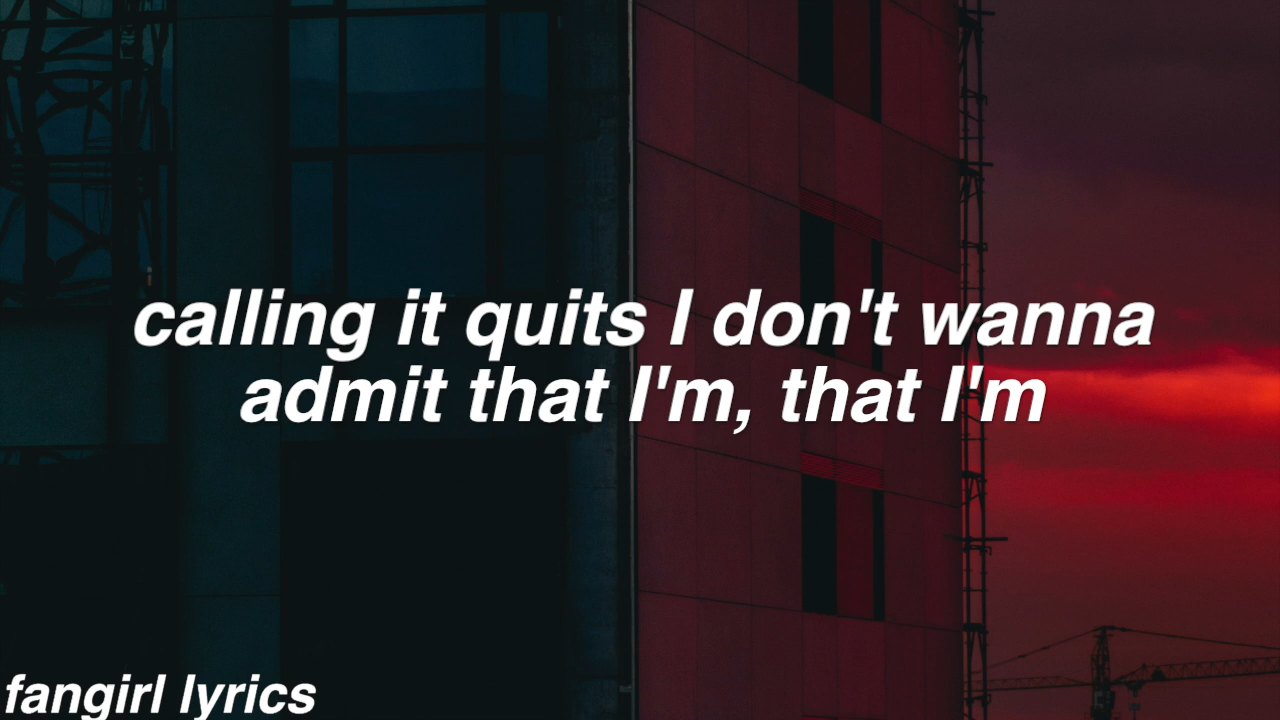 calling it quits I don't wanna
admit that I'm, that I'm
fangirl lyrics